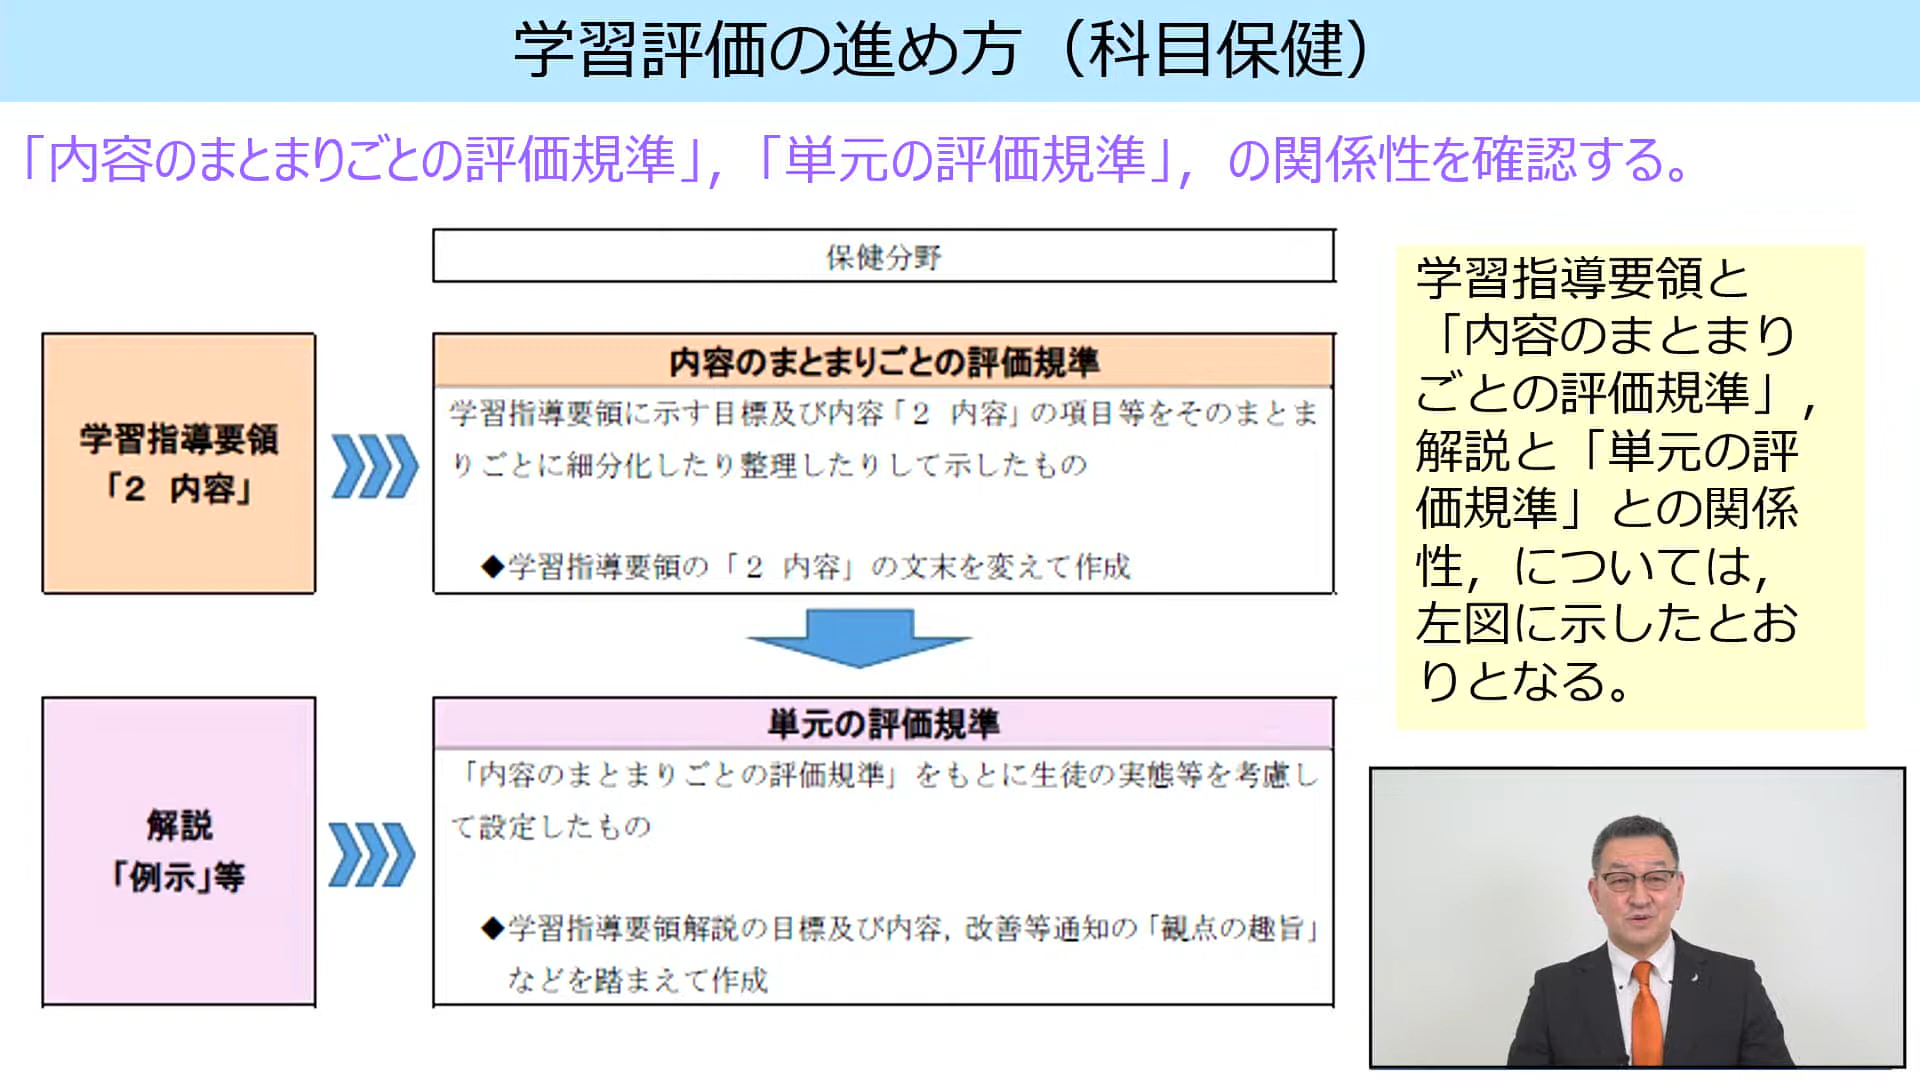 学習評価の進め方（科目保健）
「内容のまとまりごとの評価規準」,「単元の評価規準」, の関係性を確認する。
保健分野
学習指導要領
「2 内容」
内容のまとまりごとの評価規準
学習指導要領に示す目標及び内容「2 内容」の項目等をそのまとま
りごとに細分化したり整理したりして示したもの
◆学習指導要領の「2 内容」の文末を変えて作成
解説
「例示」等
単元の評価規準
「内容のまとまりごとの評価規準」をもとに生徒の実態等を考慮し
て設定したもの
◆学習指導要領解説の目標及び内容, 改善等通知の「観点の趣旨」
などを踏まえて作成
学習指導要領と
「内容のまとまり
ごとの評価規準」,
解説と「単元の評
価規準」との関係
性, については,
左図に示したとお
りとなる。